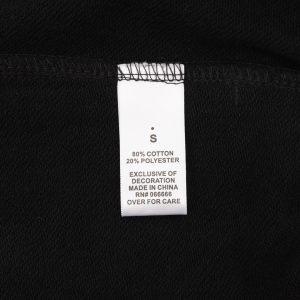 S
80% COTTON
20% POLYESTER
EXCLUSIVE OF
DECORATION
MADE IN CHINA
RN# 066666
OVER FOR CARE